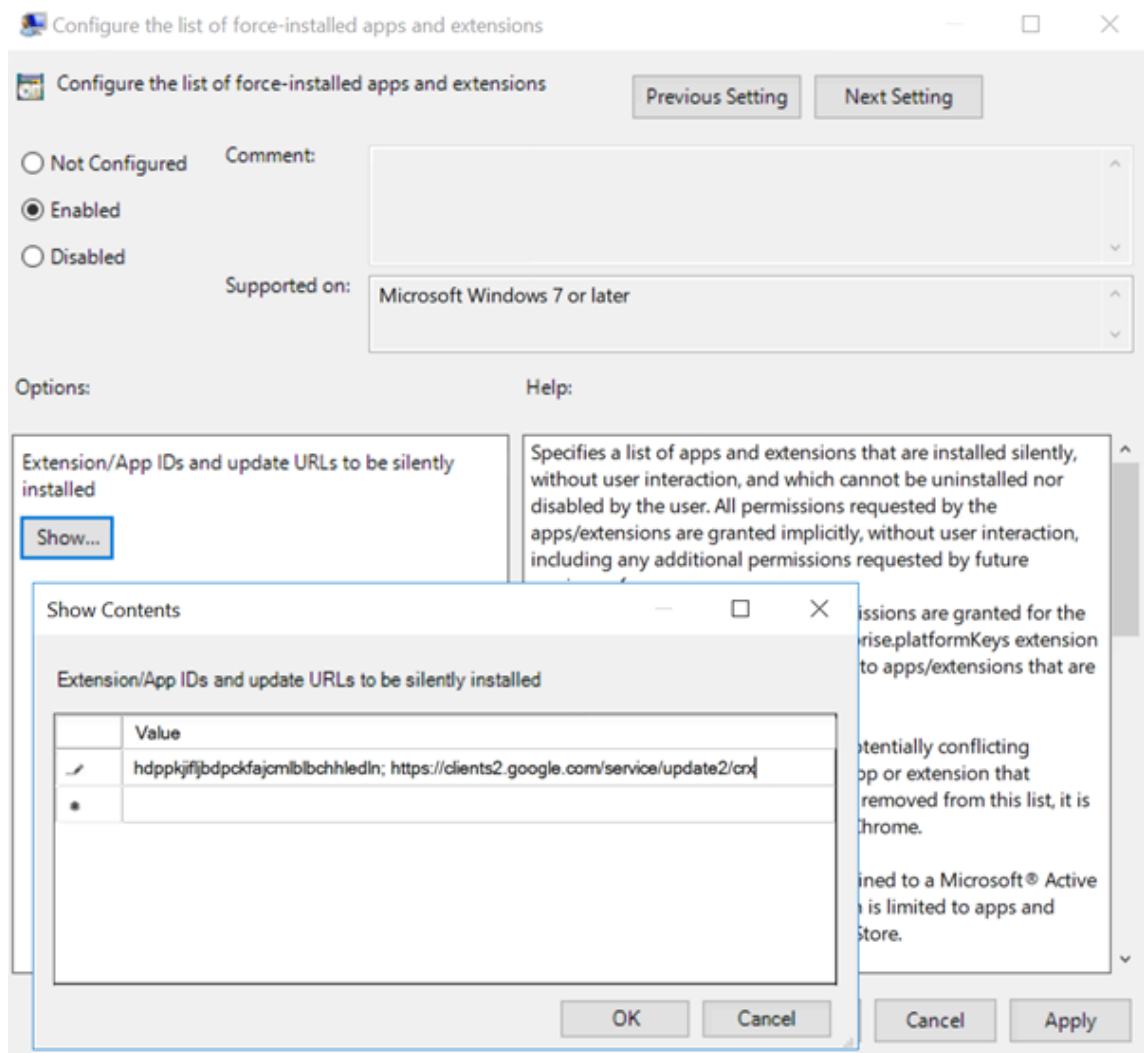 Configure the list of force-installed apps and extensions
Configure the list of force-installed apps and extensions
Previous Setting
Next Setting
Not Configured
Comment:
Enabled
Disabled
Supported on:
Microsoft Windows 7 or later
Options:
Help:
Extension/App IDs and update URLs to be silently
installed
Show...
Specifies a list of apps and extensions that are installed silently,
without user interaction, and which cannot be uninstalled nor
disabled by the user. All permissions requested by the
apps/extensions are granted implicitly, without user interaction,
including any additional permissions requested by future
issions are granted for the
rise.platformKeys extension
to apps/extensions that are
otentially conflicting
pp or extension that
removed from this list, it is
Chrome.
ined to a Microsoft® Active
is limited to apps and
Store.
Show Contents
Extension/App IDs and update URLs to be silently installed
Value
hdppkjifljbdpckfajcmlblbchhledln; https://clients2.google.com/service/update2/crx
OK
Cancel
Cancel
Apply